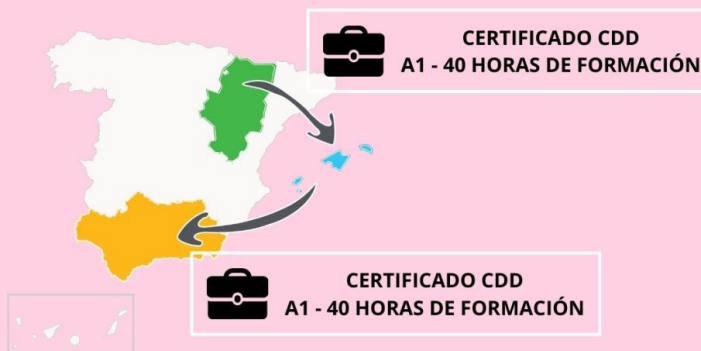 CERTIFICADO CDD
A1 - 40 HORAS DE FORMACIÓN
CERTIFICADO CDD
A1 - 40 HORAS DE FORMACIÓN